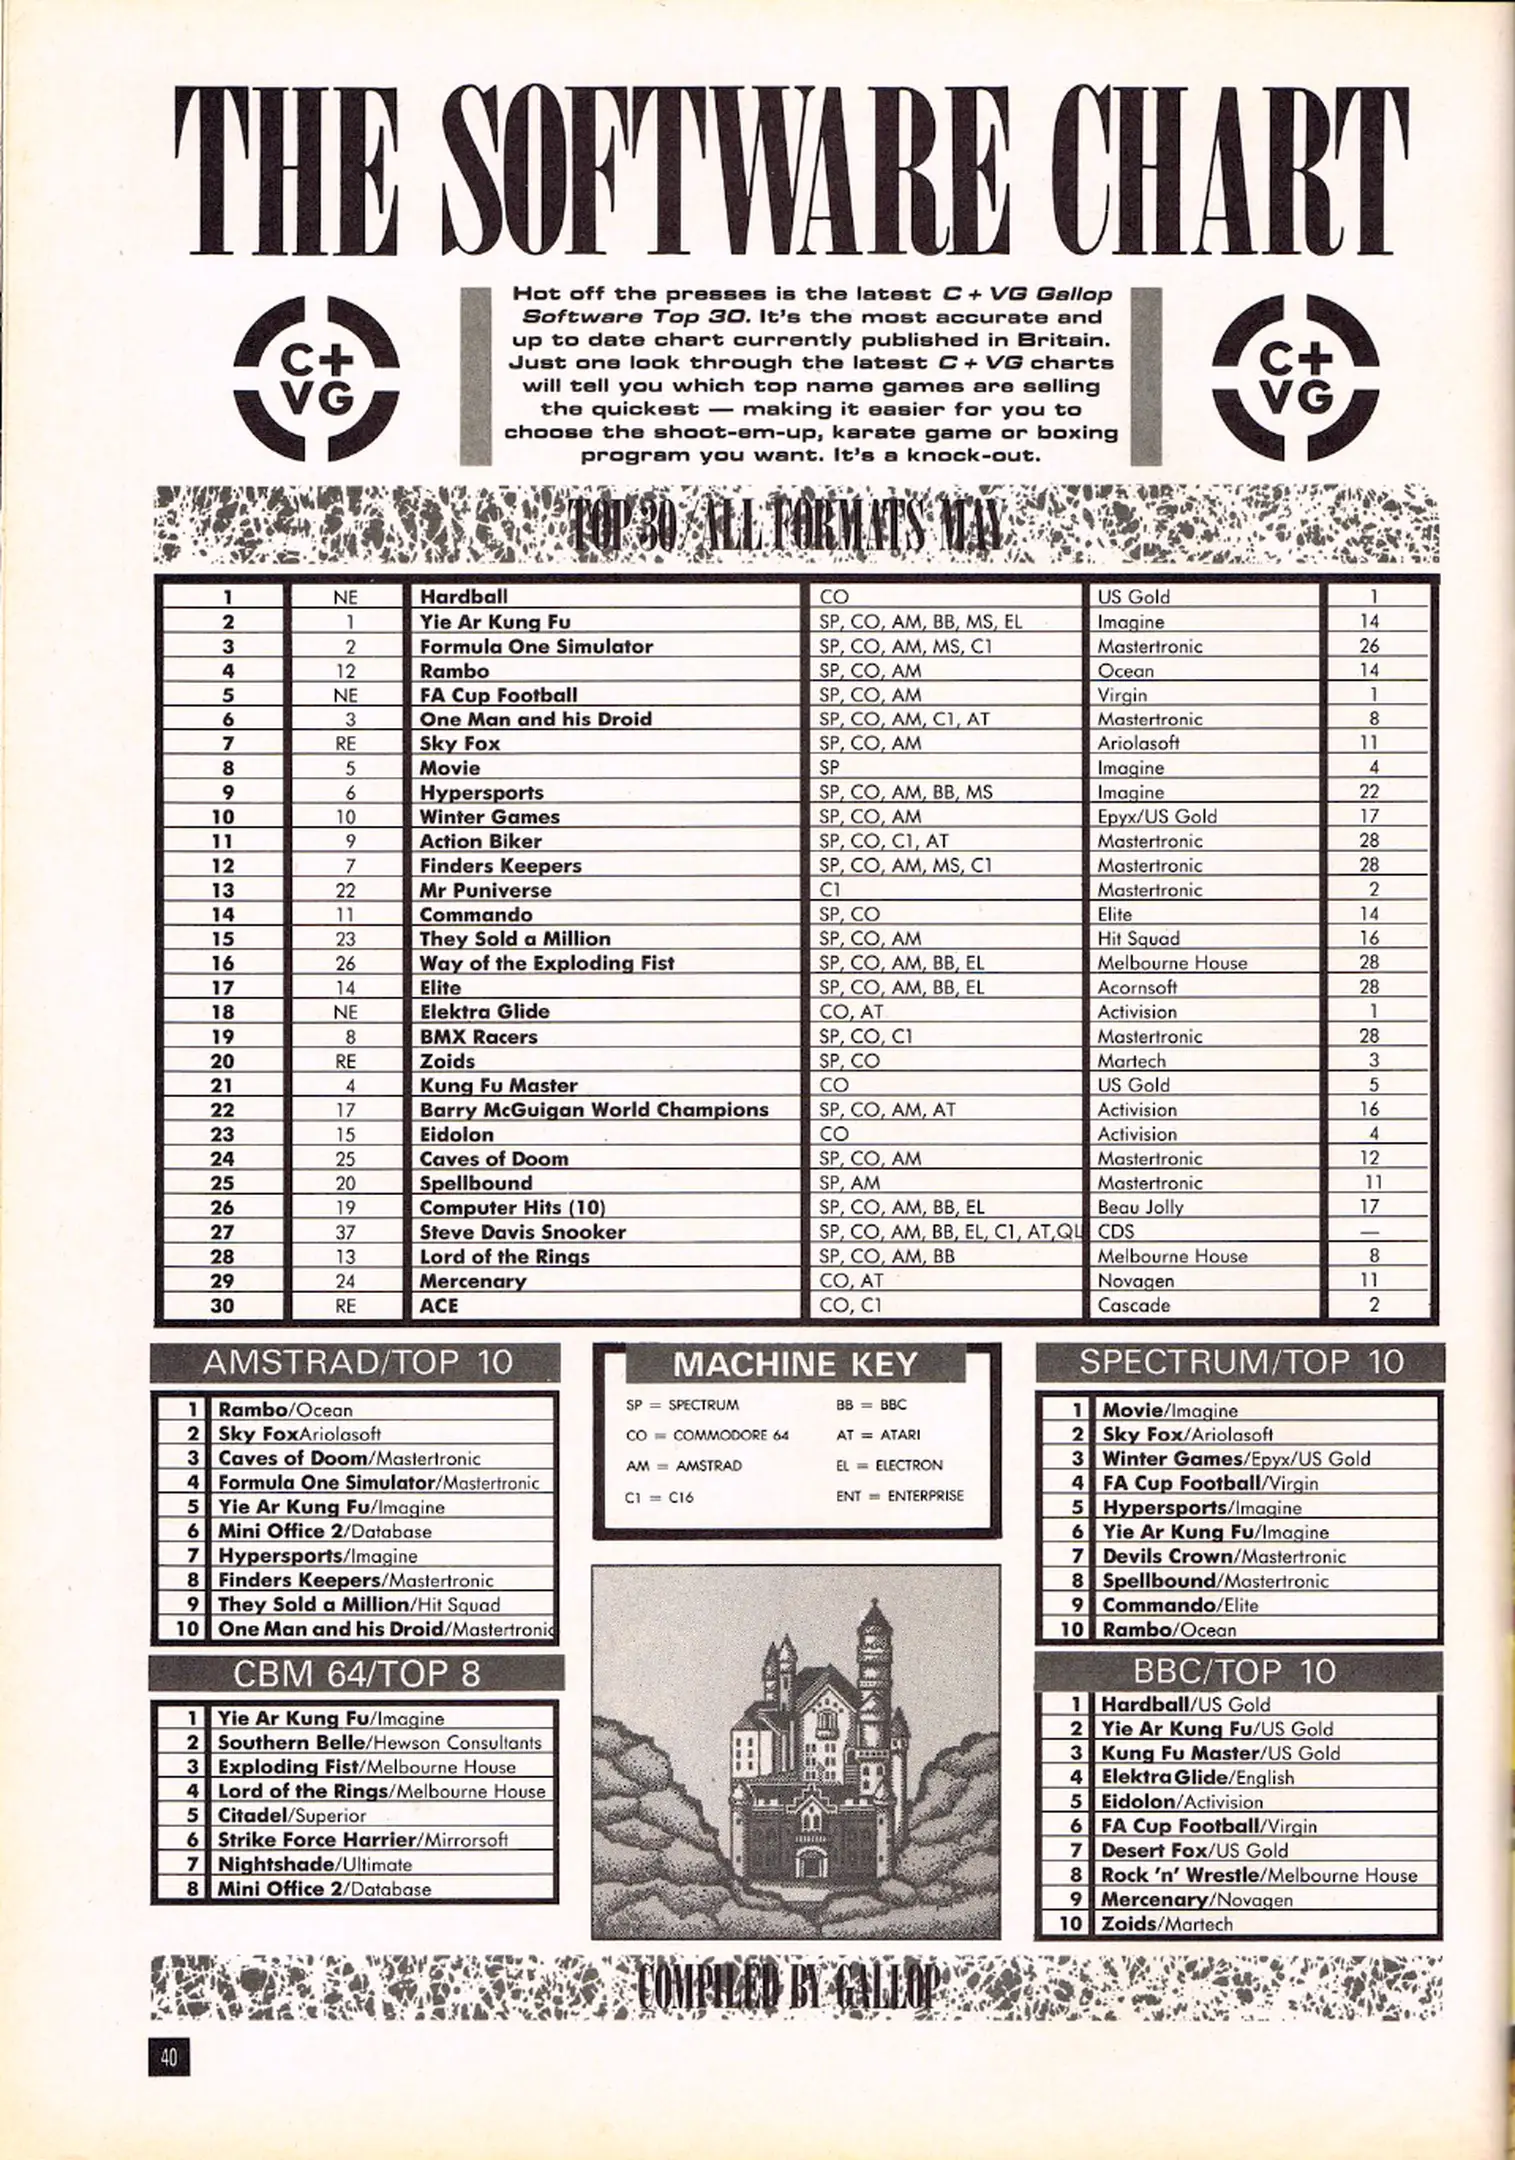 THE SOFTWARE CHART
C+
VG
Hot off the presses is the latest C + VG Gallop
Software Top 30. It's the most accurate and
up to date chart currently published in Britain.
Just one look through the latest C + VG charts
will tell you which top name games are selling
the quickest — making it easier for you to
choose the shoot-em-up, karate game or boxing
program you want. It's a knock-out.
C+
VG
TOP 30/ALL FORMATS MAY
1 NE Hardball CO US Gold 1
2 1 Yie Ar Kung Fu SP, CO, AM, BB, MS, EL Imagine 14
3 2 Formula One Simulator SP, CO, AM, MS, C1 Mastertronic 26
4 12 Rambo SP, CO, AM Ocean 14
5 NE FA Cup Football SP, CO, AM Virgin 1
6 3 One Man and his Droid SP, CO, AM, C1, AT Mastertronic 8
7 RE Sky Fox SP, CO, AM Ariolasoft 11
8 5 Movie SP Imagine 4
9 6 Hypersports SP, CO, AM, BB, MS Imagine 22
10 10 Winter Games SP, CO, AM Epyx/US Gold 17
11 9 Action Biker SP, CO, C1, AT Mastertronic 28
12 7 Finders Keepers SP, CO, AM, MS, C1 Mastertronic 28
13 22 Mr Puniverse C1 Mastertronic 2
14 11 Commando SP, CO Elite 14
15 23 They Sold a Million SP, CO, AM Hit Squad 16
16 26 Way of the Exploding Fist SP, CO, AM, BB, EL Melbourne House 28
17 14 Elite SP, CO, AM, BB, EL Acornsoft 28
18 NE Elektra Glide CO, AT Activision 1
19 8 BMX Racers SP, CO, C1 Mastertronic 28
20 RE Zoids SP, CO Martech 3
21 4 Kung Fu Master CO US Gold 5
22 17 Barry McGuigan World Champions SP, CO, AM, AT Activision 16
23 15 Eidolon CO Activision 4
24 25 Caves of Doom SP, CO, AM Mastertronic 12
25 20 Spellbound SP, AM Mastertronic 11
26 19 Computer Hits (10) SP, CO, AM, BB, EL Beau Jolly 17
27 37 Steve Davis Snooker SP, CO, AM, BB, EL, C1, AT,QL CDS —
28 13 Lord of the Rings SP, CO, AM, BB Melbourne House 8
29 24 Mercenary CO, AT Novagen 11
30 RE ACE CO, C1 Cascade 2
AMSTRAD/TOP 10
1 Rambo/Ocean
2 Sky FoxAriolasoft
3 Caves of Doom/Mastertronic
4 Formula One Simulator/Mastertronic
5 Yie Ar Kung Fu/Imagine
6 Mini Office 2/Database
7 Hypersports/Imagine
8 Finders Keepers/Mastertronic
9 They Sold a Million/Hit Squad
10 One Man and his Droid/Mastertronic
CBM 64/TOP 8
1 Yie Ar Kung Fu/Imagine
2 Southern Belle/Hewson Consultants
3 Exploding Fist/Melbourne House
4 Lord of the Rings/Melbourne House
5 Citadel/Superior
6 Strike Force Harrier/Mirrorsoft
7 Nightshade/Ultimate
8 Mini Office 2/Database
MACHINE KEY
SP = SPECTRUM BB = BBC
CO = COMMODORE 64 AT = ATARI
AM = AMSTRAD EL = ELECTRON
C1 = C16 ENT = ENTERPRISE
SPECTRUM/TOP 10
1 Movie/Imagine
2 Sky Fox/Ariolasoft
3 Winter Games/Epyx/US Gold
4 FA Cup Football/Virgin
5 Hypersports/Imagine
6 Yie Ar Kung Fu/Imagine
7 Devils Crown/Mastertronic
8 Spellbound/Mastertronic
9 Commando/Elite
10 Rambo/Ocean
BBC/TOP 10
1 Hardball/US Gold
2 Yie Ar Kung Fu/US Gold
3 Kung Fu Master/US Gold
4 Elektra Glide/English
5 Eidolon/Activision
6 FA Cup Football/Virgin
7 Desert Fox/US Gold
8 Rock 'n' Wrestle/Melbourne House
9 Mercenary/Novagen
10 Zoids/Martech
COMPILED BY GALLOP
40